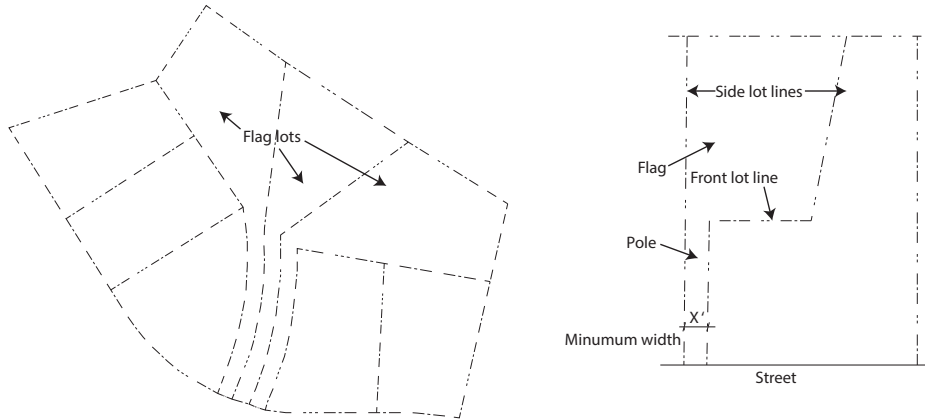 Flag lots
Side lot lines
Flag
Front lot line
Pole
X'
Minumum width
Street